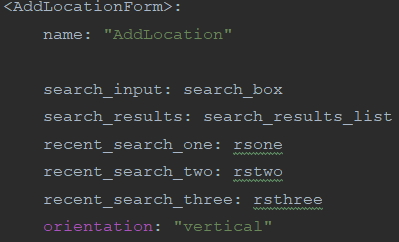 <AddLocationForm>:
name: "AddLocation"
search_input: search_box
search_results: search_results_list
recent_search_one: rsone
recent_search_two: rstwo
recent_search_three: rsthree
orientation: "vertical"